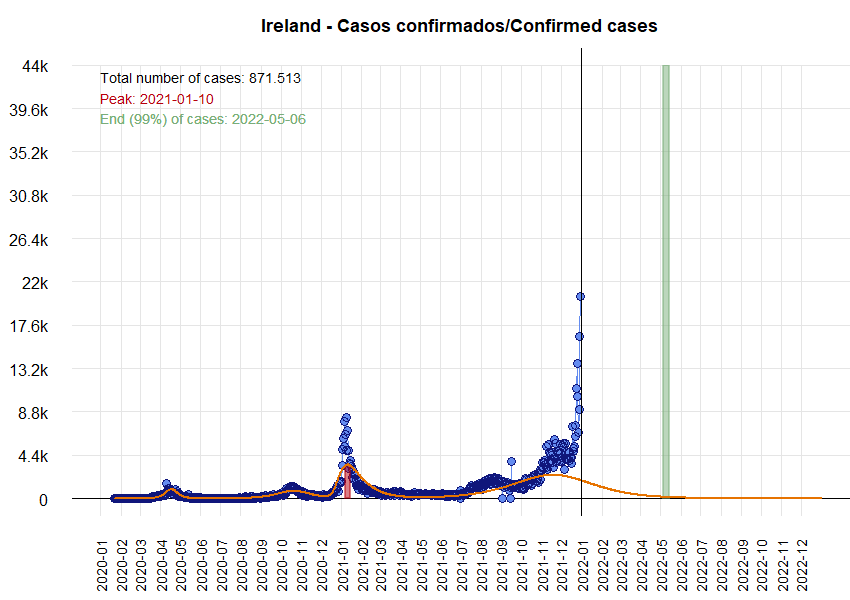 Ireland - Casos confirmados/Confirmed cases
Total number of cases: 871.513
Peak: 2021-01-10
End (99%) of cases: 2022-05-06
44k
39.6k
35.2k
30.8k
26.4k
22k
17.6k
13.2k
8.8k
4.4k
0
2020-01
2020-02
2020-03
2020-04
2020-05
2020-06
2020-07
2020-08
2020-09
2020-10
2020-11
2020-12
2021-01
2021-02
2021-03
2021-04
2021-05
2021-06
2021-07
2021-08
2021-09
2021-10
2021-11
2021-12
2022-01
2022-02
2022-03
2022-04
2022-05
2022-06
2022-07
2022-08
2022-09
2022-10
2022-11
2022-12